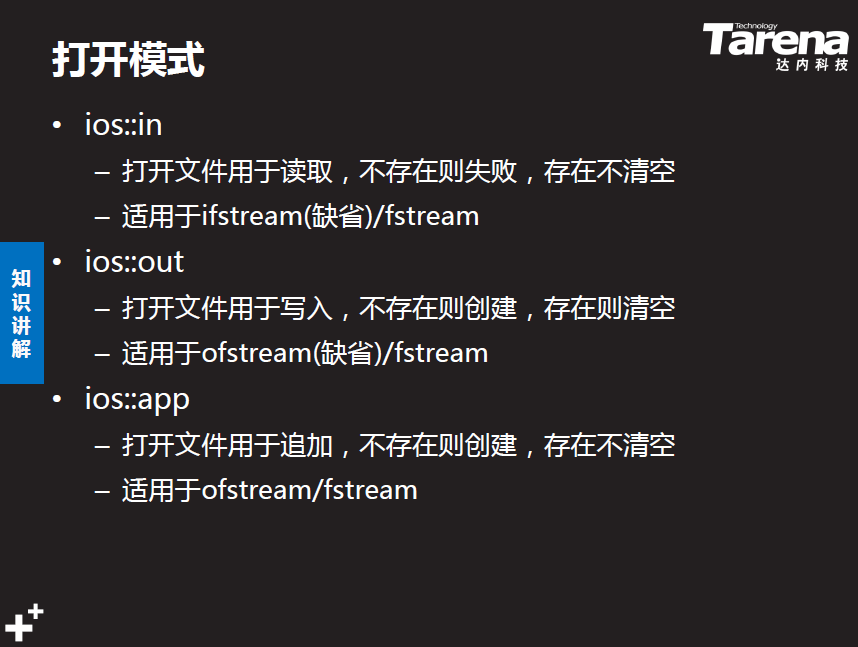 打开模式
Technology
Tarena
达内科技
• ios::in
– 打开文件用于读取，不存在则失败，存在不清空
– 适用于ifstream(缺省)/fstream
• ios::out
– 打开文件用于写入，不存在则创建，存在则清空
– 适用于ofstream(缺省)/fstream
• ios::app
– 打开文件用于追加，不存在则创建，存在不清空
– 适用于ofstream/fstream
知识讲解